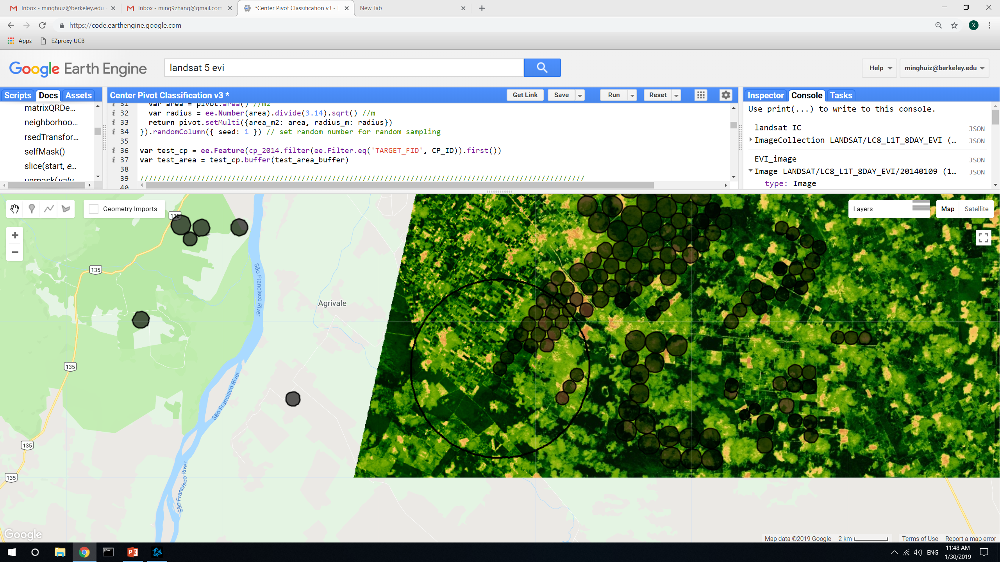 Inbox - minghuiz@berkeley.edu
Inbox - ming9zhang@gmail.com
*Center Pivot Classification v3 - E
New Tab
https://code.earthengine.google.com
X
Apps
EZproxy UCB
Google Earth Engine
landsat 5 evi
Help
minghuiz@berkeley.edu
Scripts
Docs
Assets
Center Pivot Classification v3 *
Get Link
Save
Run
Reset
Inspector
Console
Tasks
matrixQRDe...
neighborhoo...
rsedTransfor...
selfMask()
slice(start, e...
unmask(valu
31 var area = pivot.area() //m2
32 var radius = ee.Number(area).divide(3.14).sqrt() //m
33 return pivot.setMulti({area_m2: area, radius_m: radius})
34 }).randomColumn({ seed: 1 }) // set random number for random sampling
35
36 var test_cp = ee.Feature(cp_2014.filter(ee.Filter.eq('TARGET_FID', CP_ID)).first())
37 var test_area = test_cp.buffer(test_area_buffer)
38
39 //////////////////////////////////////////////////////////////////////////////////////////////////////
40
Use print(...) to write to this console.
landsat IC JSON
ImageCollection LANDSAT/LC8_L1T_8DAY_EVI (… JSON
EVI_image JSON
Image LANDSAT/LC8_L1T_8DAY_EVI/20140109 (1… JSON
type: Image
Geometry Imports
Layers
Map
Satellite
135
135
São Francisco River
Agrivale
135
São Francisco River
135
São Francisco River
135
Google
Map data ©2019 Google
2 km
Terms of Use
Report a map error
ENG
11:48 AM
1/30/2019